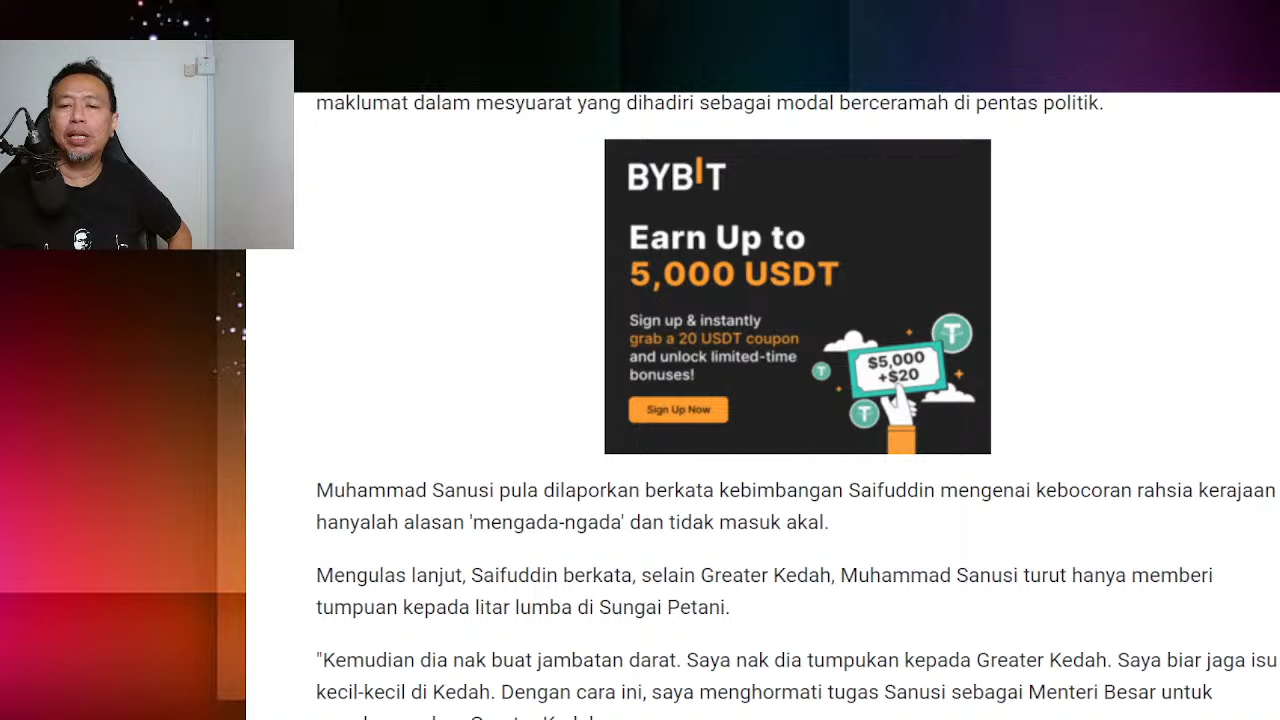 maklumat dalam mesyuarat yang dihadiri sebagai modal berceramah di pentas politik.
BYBIT
Earn Up to
5,000 USDT
Sign up & instantly
grab a 20 USDT coupon
and unlock limited-time
bonuses!
$5,000
+$20
Sign Up Now
Muhammad Sanusi pula dilaporkan berkata kebimbangan Saifuddin mengenai kebocoran rahsia kerajaan
hanyalah alasan 'mengada-ngada' dan tidak masuk akal.
Mengulas lanjut, Saifuddin berkata, selain Greater Kedah, Muhammad Sanusi turut hanya memberi
tumpuan kepada litar lumba di Sungai Petani.
"Kemudian dia nak buat jambatan darat. Saya nak dia tumpukan kepada Greater Kedah. Saya biar jaga isu
kecil-kecil di Kedah. Dengan cara ini, saya menghormati tugas Sanusi sebagai Menteri Besar untuk